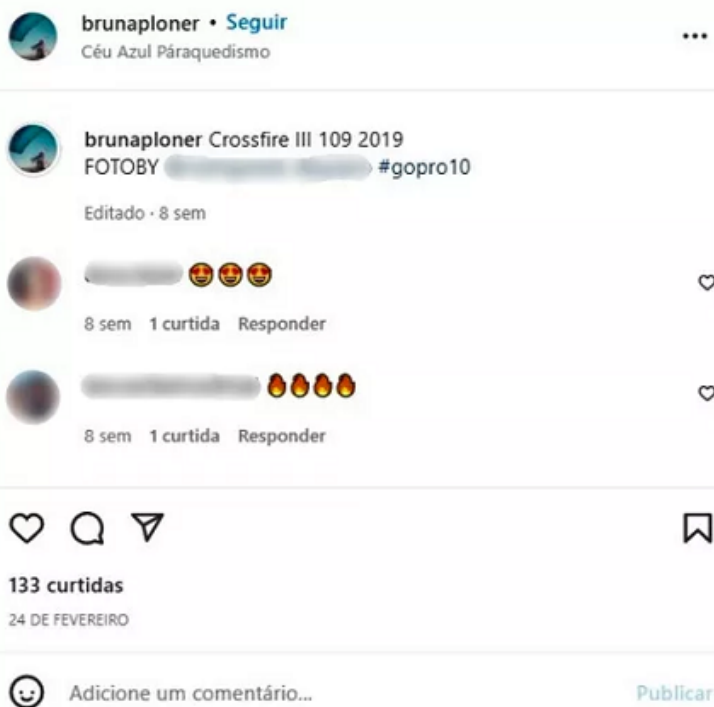 brunaploner • Seguir
Céu Azul Páraquedismo
brunaploner Crossfire III 109 2019
FOTOBY #gopro10
Editado · 8 sem
😍😍😍
8 sem 1 curtida Responder
🔥🔥🔥🔥
8 sem 1 curtida Responder
133 curtidas
24 DE FEVEREIRO
Adicione um comentário... Publicar